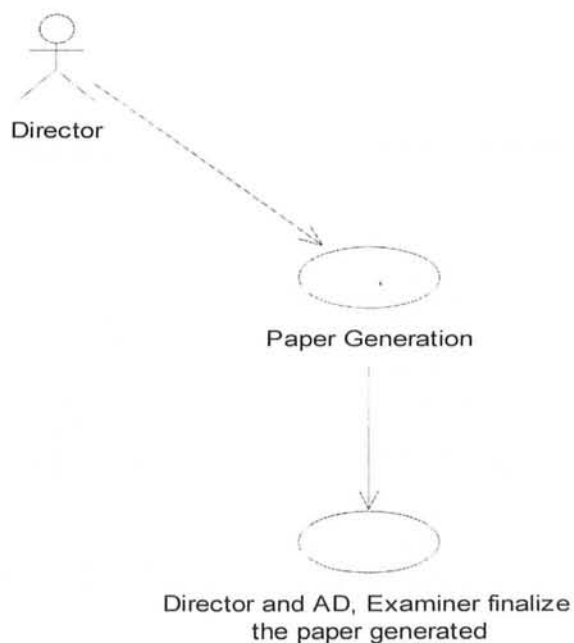 Director
Paper Generation
Director and AD, Examiner finalize
the paper generated